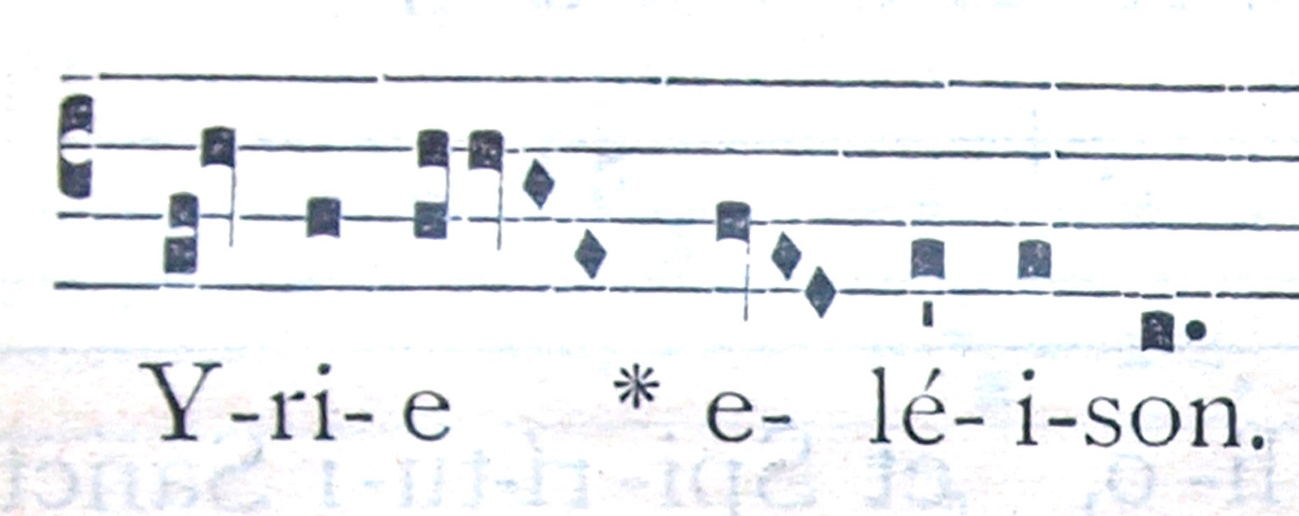 Y-ri-e * e- lé-i-son.